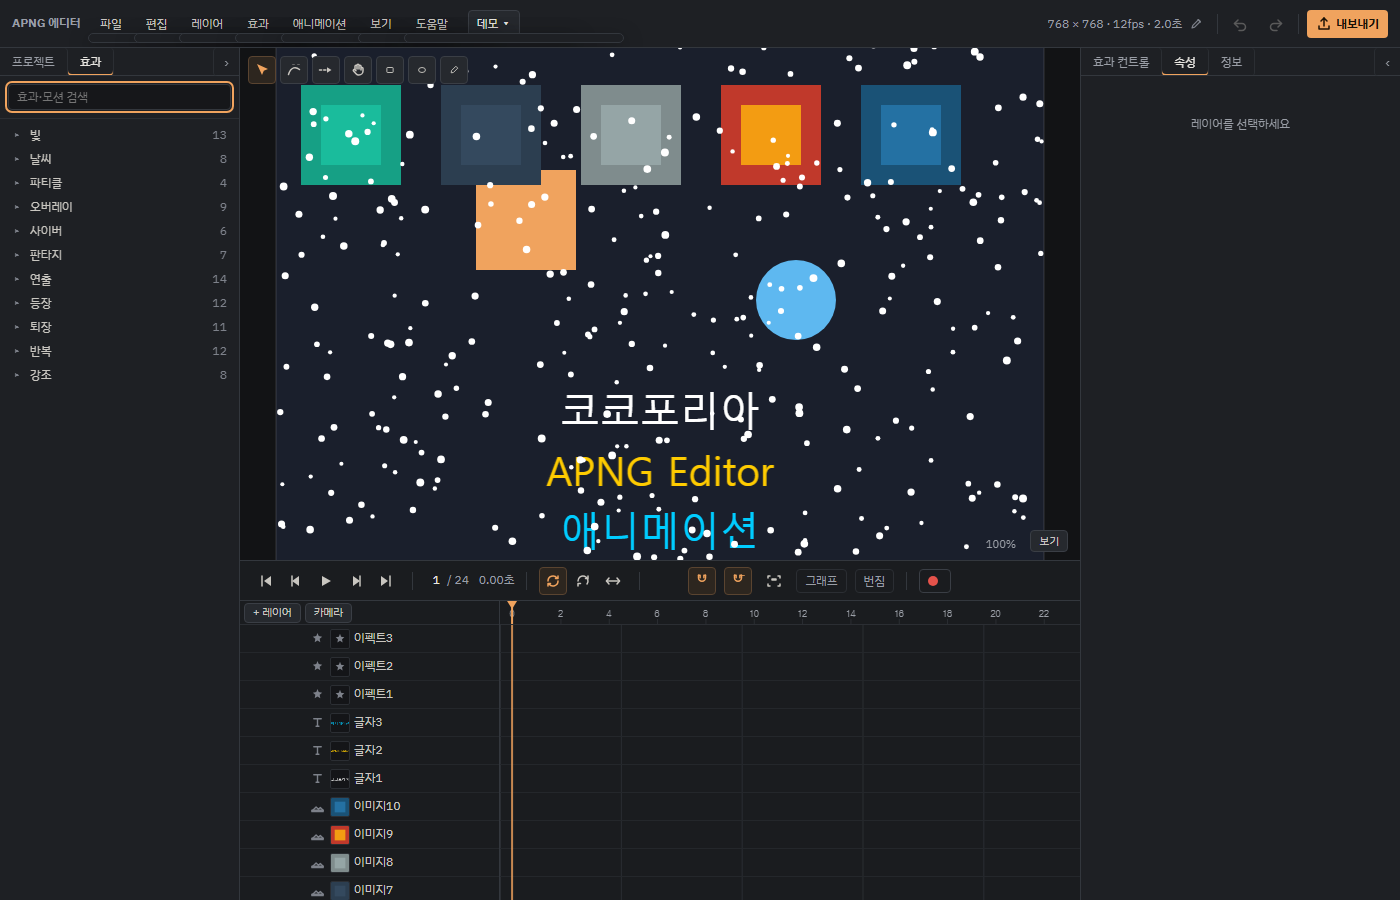 APNG 에디터 파일 편집 레이어 효과 애니메이션 보기 도움말 데모 768 × 768 · 12fps · 2.0초 내보내기
프로젝트 효과
효과 컨트롤 속성 정보
효과·모션 검색
빛 13
날씨 8
파티클 4
오버레이 9
사이버 6
판타지 7
연출 14
등장 12
퇴장 11
반복 12
강조 8
레이어를 선택하세요
코코포리아
APNG Editor
애니메이션
100% 보기
1 / 24 0.00초 그래프 번짐
+ 레이어 카메라 0 2 4 6 8 10 12 14 16 18 20 22
이펙트3
이펙트2
이펙트1
글자3
글자2
글자1
이미지10
이미지9
이미지8
이미지7